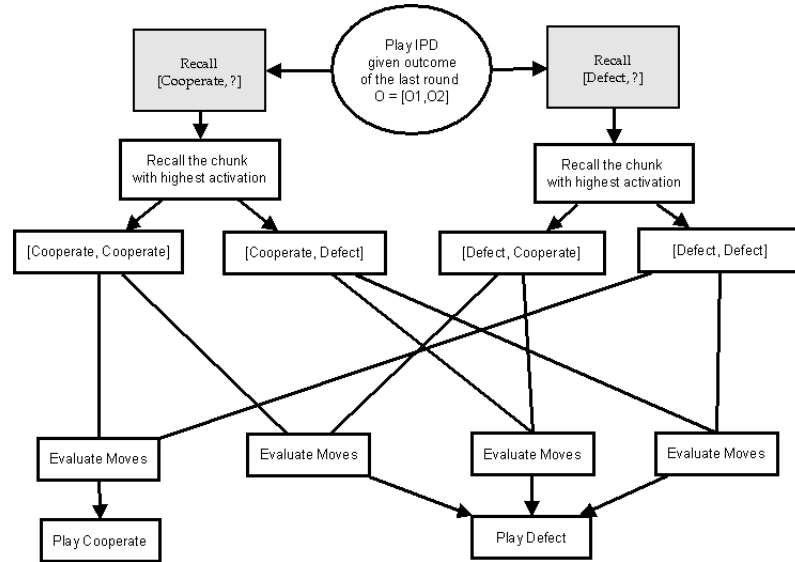 Recall
[Cooperate, ?]
Play IPD
given outcome
of the last round
O = [O1,O2]
Recall
[Defect, ?]
Recall the chunk
with highest activation
Recall the chunk
with highest activation
[Cooperate, Cooperate]
[Cooperate, Defect]
[Defect, Cooperate]
[Defect, Defect]
Evaluate Moves
Evaluate Moves
Evaluate Moves
Evaluate Moves
Play Cooperate
Play Defect